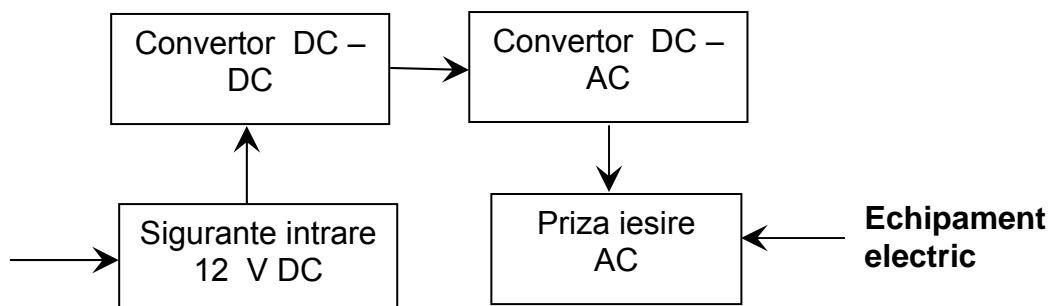 Convertor DC –
DC
Convertor DC –
AC
Sigurante intrare
12 V DC
Priza iesire
AC
Echipament
electric